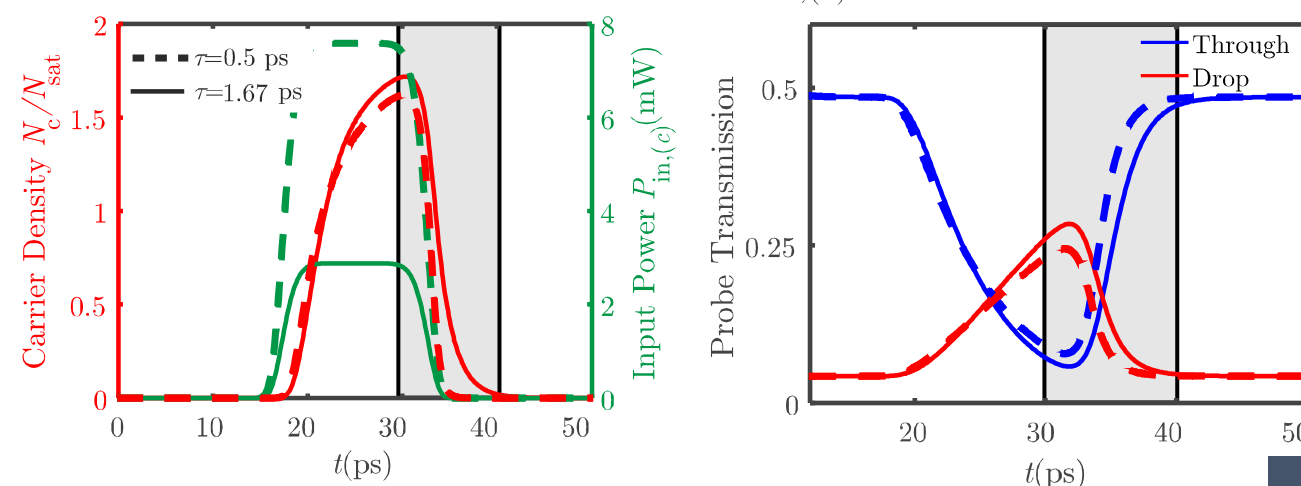 2
1.5
1
0.5
0
Carrier Density N_c/N_sat
τ=0.5 ps
τ=1.67 ps
8
6
4
2
0
Input Power P_in,(c)(mW)
0 10 20 30 40 50
t(ps)
0.5
0.25
0
Probe Transmission
Through
Drop
20 30 40
t(ps)